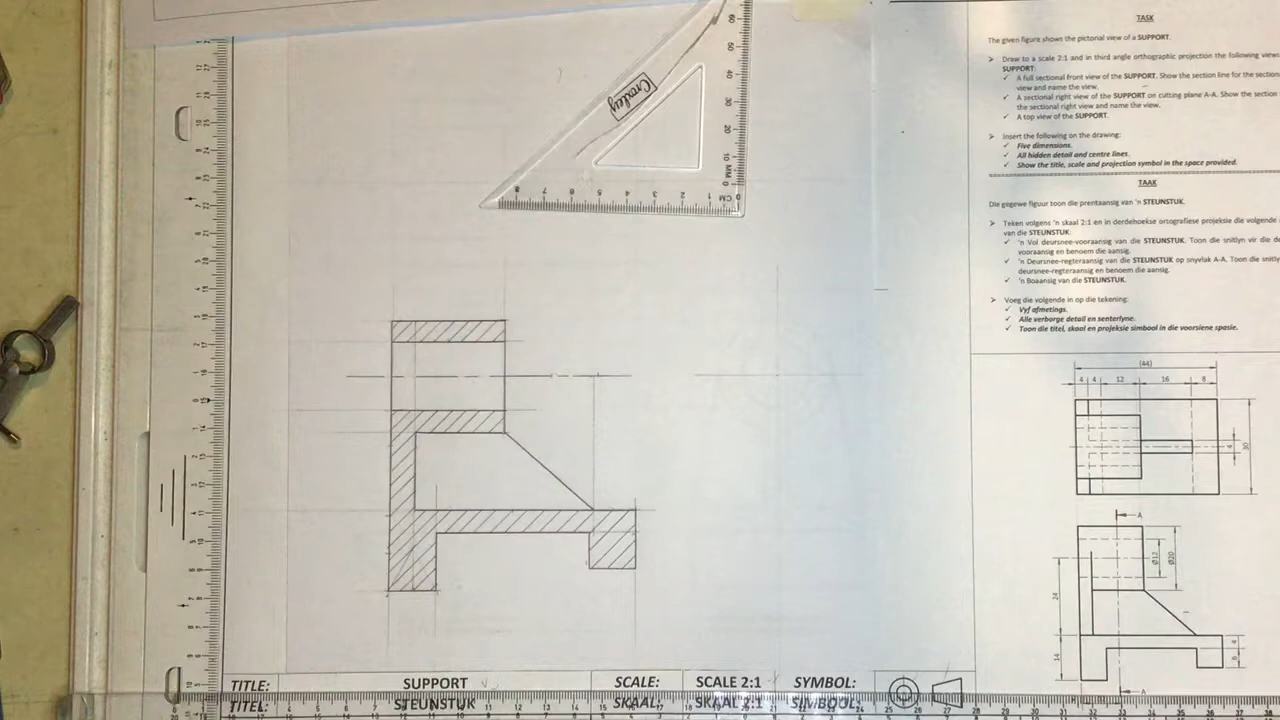 TASK
The given figure shows the pictorial view of a SUPPORT.
➢ Draw to a scale 2:1 and in third angle orthographic projection the following view
SUPPORT:
✓ A full sectional front view of the SUPPORT. Show the section line for the section
view and name the view.
✓ A sectional right view of the SUPPORT on cutting plane A-A. Show the section
the sectional right view and name the view.
✓ A top view of the SUPPORT.
➢ Insert the following on the drawing:
✓ Five dimensions.
✓ All hidden detail and centre lines.
✓ Show the title, scale and projection symbol in the space provided.
TAAK
Die gegewe figuur toon die prentaansig van 'n STEUNSTUK.
➢ Teken volgens 'n skaal 2:1 en in derdehoekse ortografiese projeksie die volgende
van die STEUNSTUK:
✓ 'n Vol deursnee-vooraansig van die STEUNSTUK. Toon die snitlyn vir die de
vooraansig en benoem die aansig.
✓ 'n Deursnee-regteraansig van die STEUNSTUK op snyvlak A-A. Toon die snitly
deursnee-regteraansig en benoem die aansig.
✓ 'n Boaansig van die STEUNSTUK.
➢ Voeg die volgende in op die tekening:
✓ Vyf afmetings.
✓ Alle verborge detail en senterlyne.
✓ Toon die titel, skaal en projeksie simbool in die voorsiene spasie.
(44)
4 4 12 16 8
4
30
A
Ø12
Ø20
24
14
4
6
A
Croxley
TITLE: SUPPORT SCALE: SCALE 2:1 SYMBOL:
TITEL: STEUNSTUK SKAAL: SKAAL 2:1 SIMBOOL: